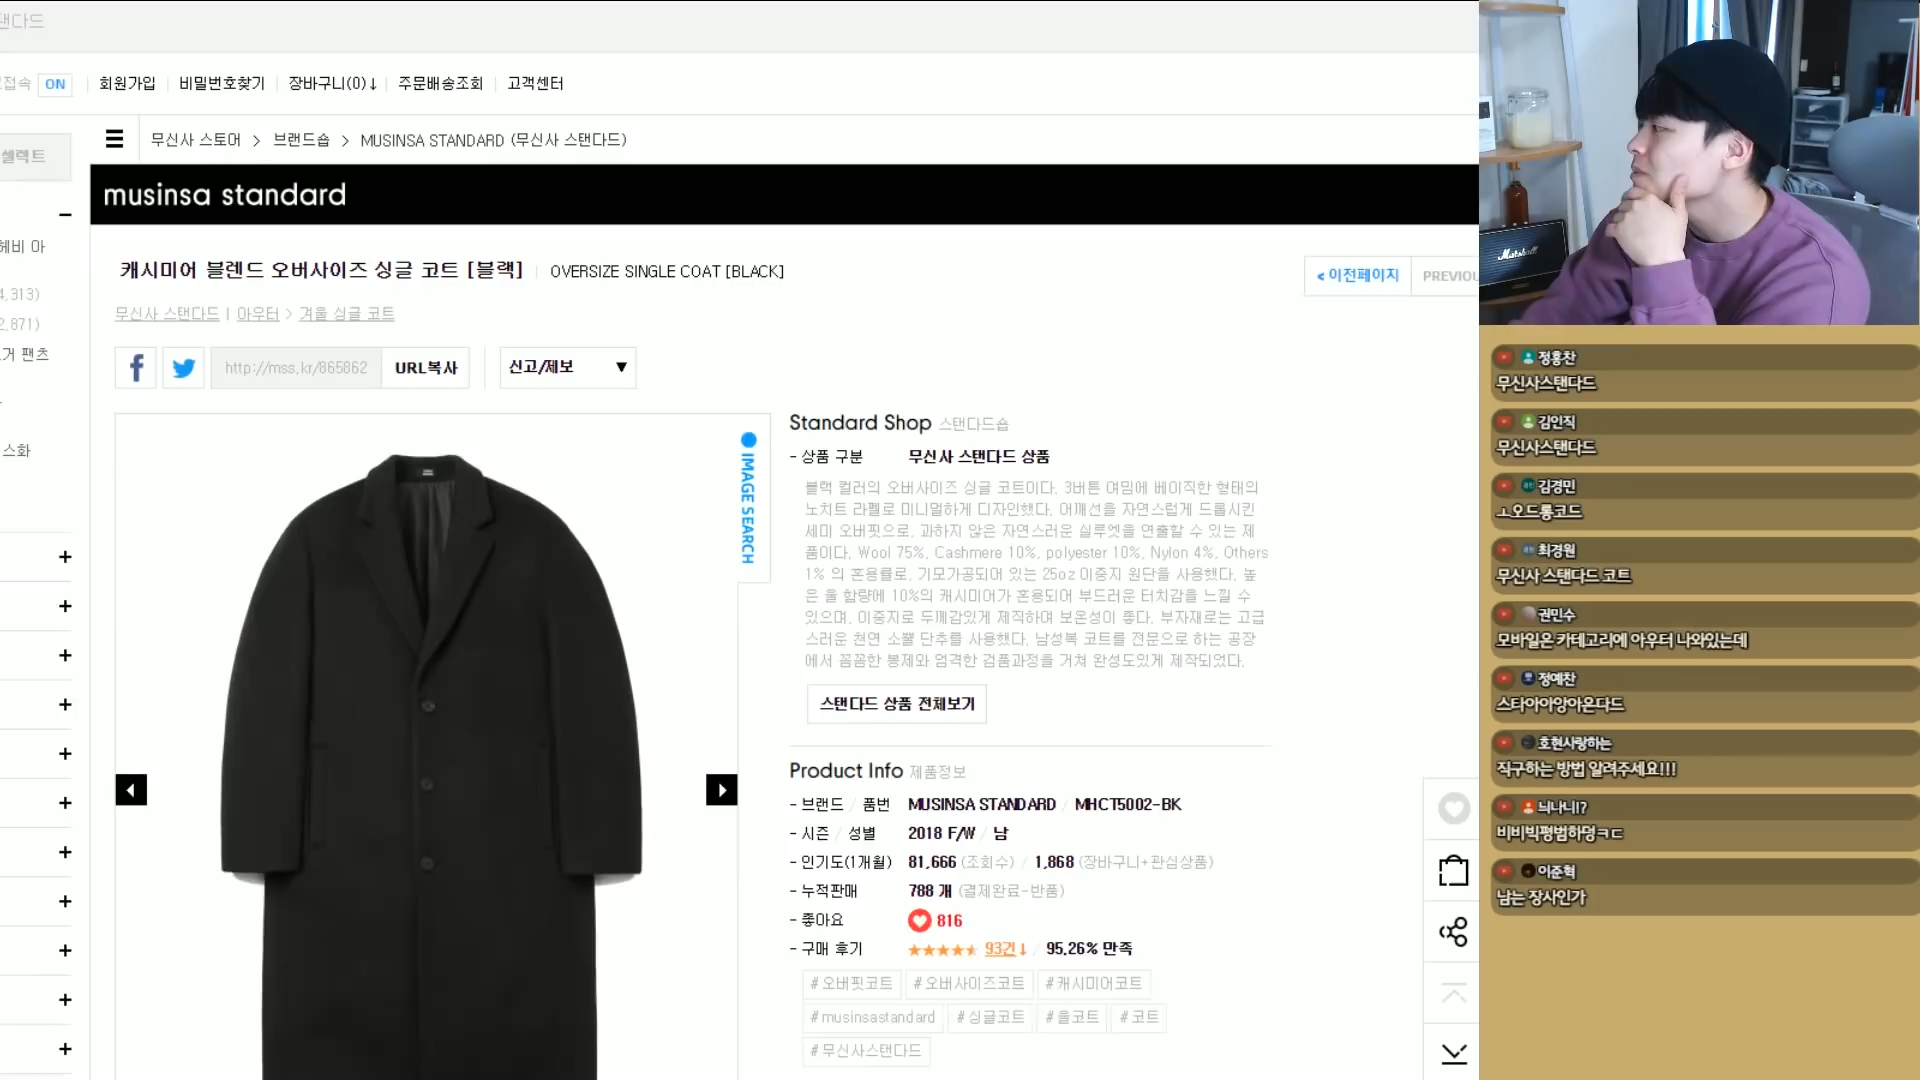 탠다드
접속 ON 회원가입 비밀번호찾기 장바구니(0)↓ 주문배송조회 고객센터
셀렉트
무신사 스토어 > 브랜드숍 > MUSINSA STANDARD (무신사 스탠다드)
musinsa standard
헤비 아
4,313)
2,871)
거 팬츠
스화
캐시미어 블렌드 오버사이즈 싱글 코트 [블랙] OVERSIZE SINGLE COAT [BLACK]
< 이전페이지 PREVIOU
무신사 스탠다드 | 아우터 > 겨울 싱글 코트
http://mss.kr/865862 URL복사 신고/제보 ▼
IMAGE SEARCH
Standard Shop 스탠다드숍
- 상품 구분 무신사 스탠다드 상품
블랙 컬러의 오버사이즈 싱글 코트이다. 3버튼 여밈에 베이직한 형태의
노치트 라펠로 미니멀하게 디자인했다. 어깨선을 자연스럽게 드롭시킨
세미 오버핏으로, 과하지 않은 자연스러운 실루엣을 연출할 수 있는 제
품이다. Wool 75%, Cashmere 10%, polyester 10%, Nylon 4%, Others
1% 의 혼용률로, 기모가공되어 있는 25oz 이중지 원단을 사용했다. 높
은 울 함량에 10%의 캐시미어가 혼용되어 부드러운 터치감을 느낄 수
있으며, 이중지로 두께감있게 제작하여 보온성이 좋다. 부자재로는 고급
스러운 천연 소뿔 단추를 사용했다. 남성복 코트를 전문으로 하는 공장
에서 꼼꼼한 봉제와 엄격한 검품과정을 거쳐 완성도있게 제작되었다.
스탠다드 상품 전체보기
Product Info 제품정보
- 브랜드 / 품번 MUSINSA STANDARD / MHCT5002-BK
- 시즌 / 성별 2018 F/W / 남
- 인기도(1개월) 81,666 (조회수) / 1,868 (장바구니+관심상품)
- 누적판매 788 개 (결제완료-반품)
- 좋아요 816
- 구매 후기 93건↓ / 95.26% 만족
#오버핏코트 #오버사이즈코트 #캐시미어코트
#musinsastandard #싱글코트 #울코트 #코트
#무신사스탠다드
Marshall
정홍찬
무신사스탠다드
김인직
무신사스탠다드
김경민
ㅗ오드롱코드
최경원
무신사 스탠다드 코트
권민수
모바일은 카테고리에 아우터 나와있는데
정예찬
스타아아앙아온다드
호현사랑하는
직구하는 방법 알려주세요!!!
늬나니!?
비비빅평범하덩ㅋㄷ
이준혁
남는 장사인가